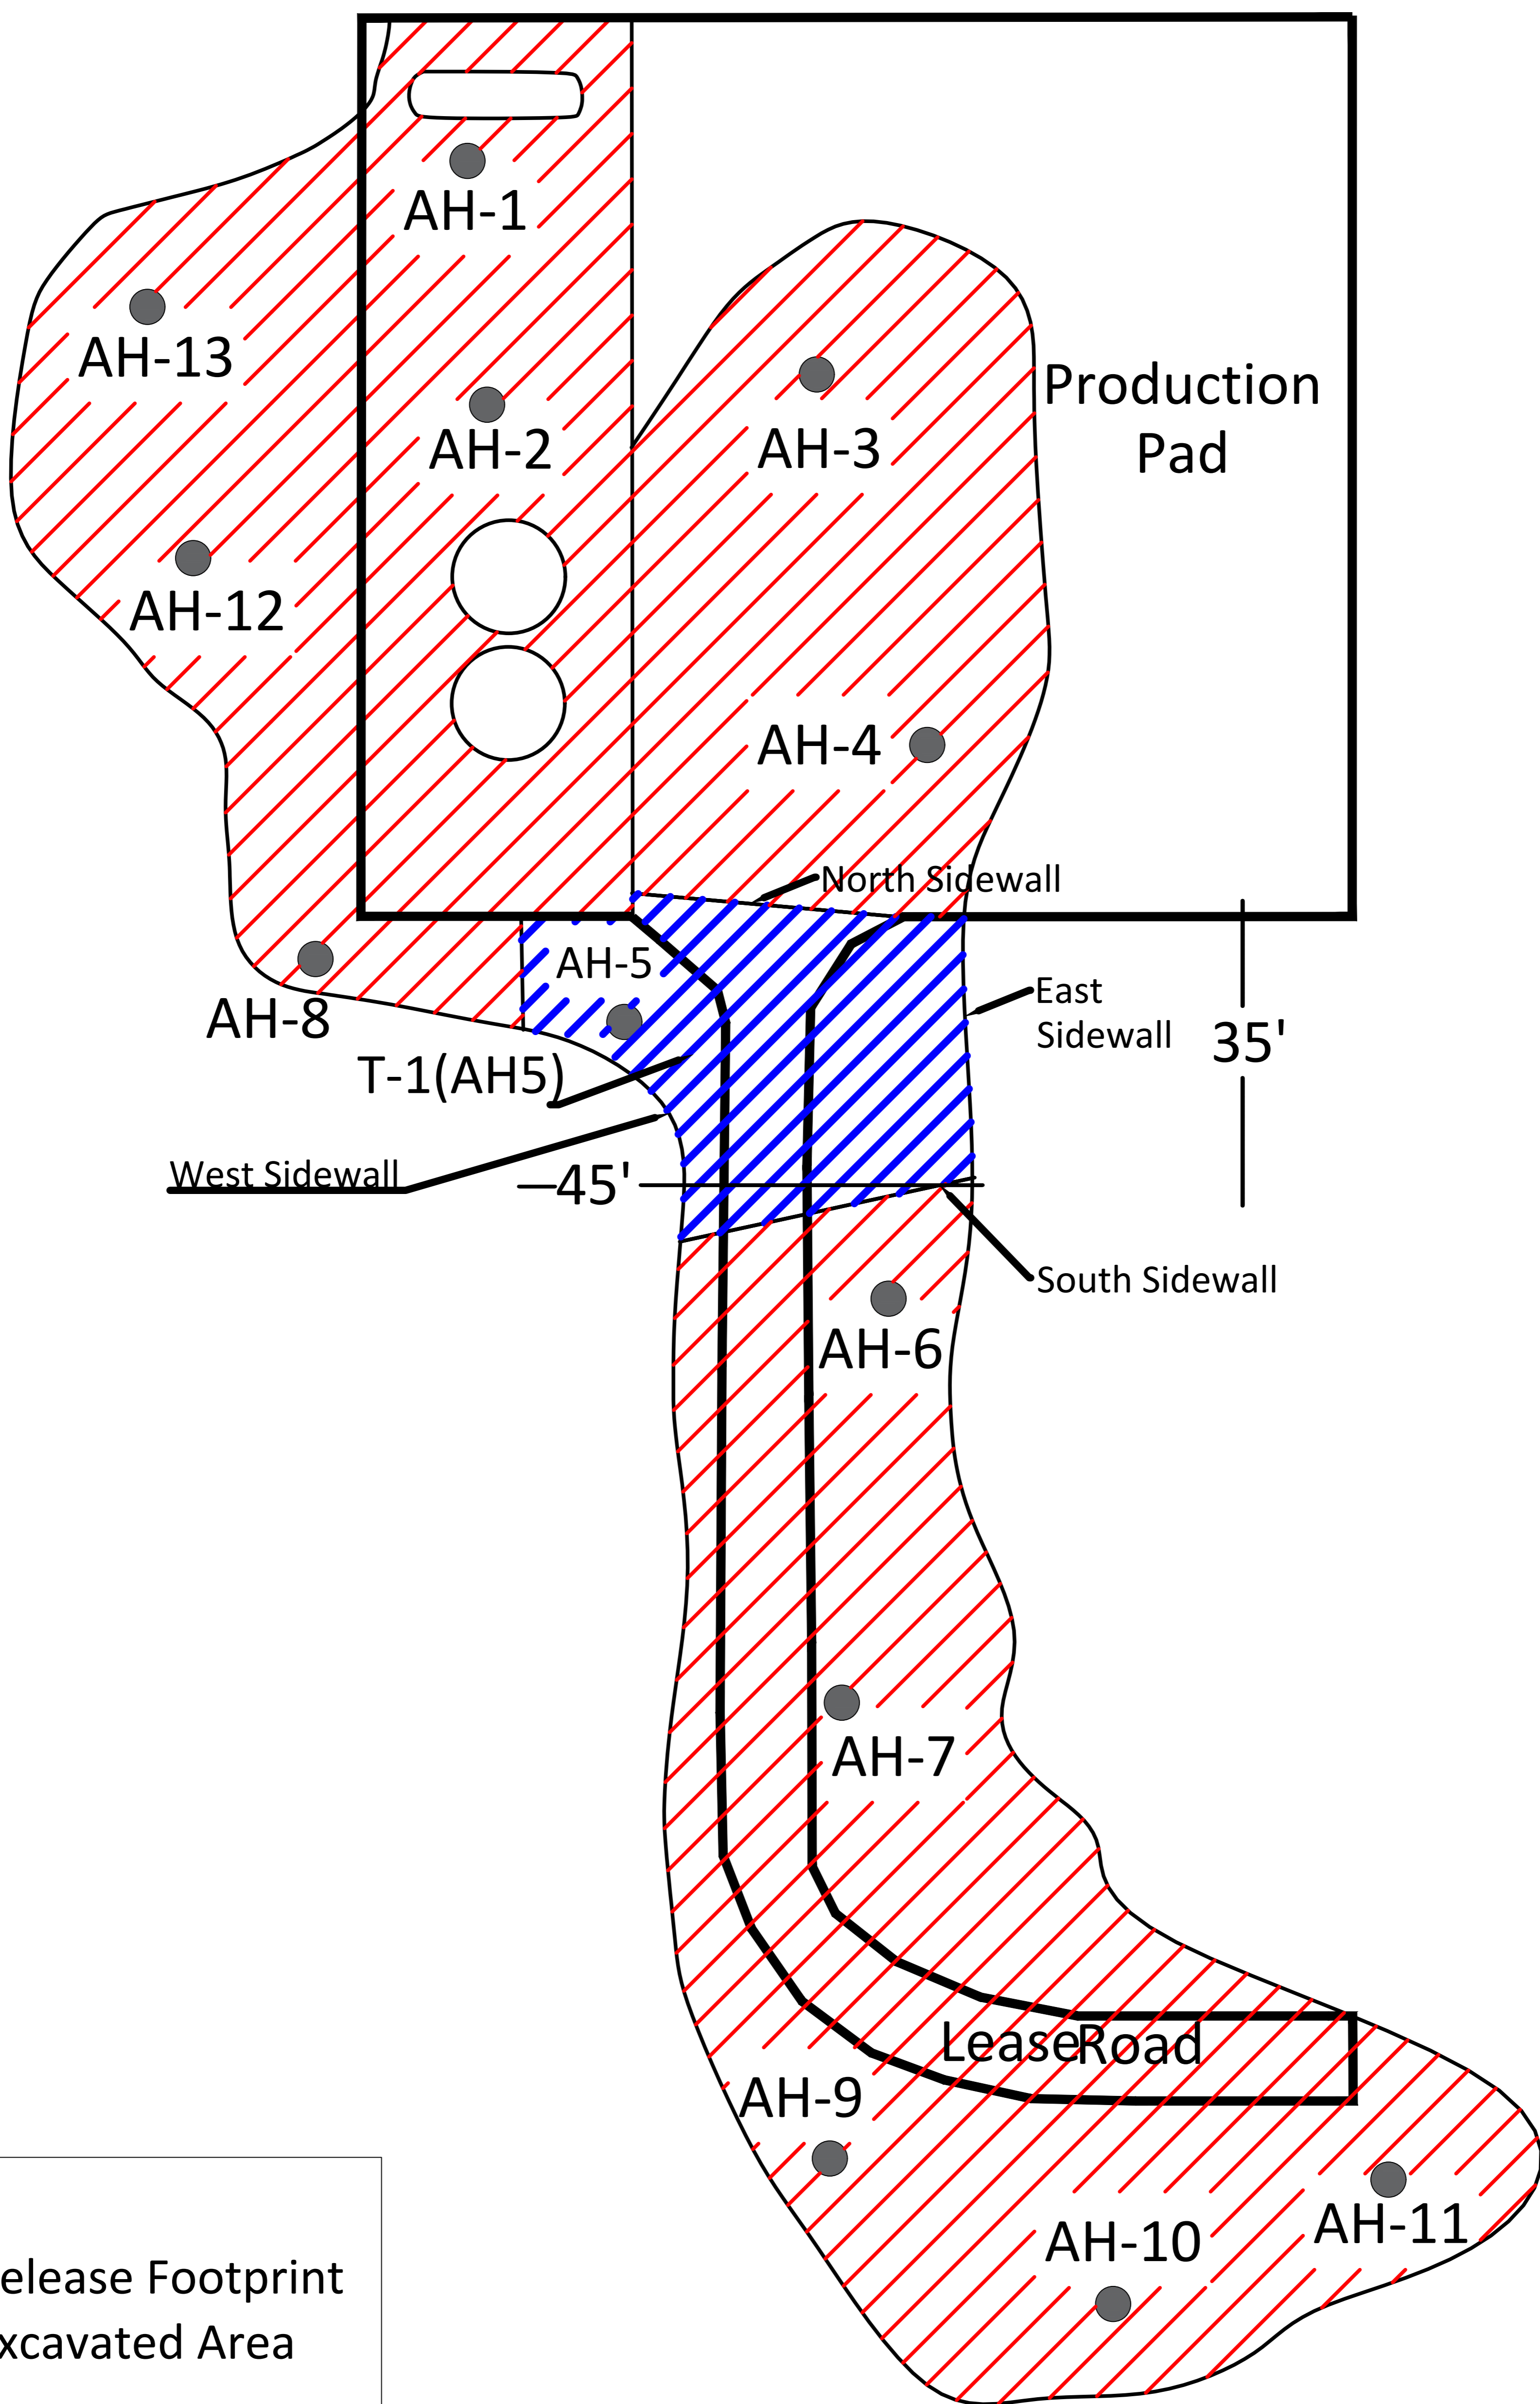 AH-1
AH-13
Production
Pad
AH-3
AH-2
AH-12
AH-4
North Sidewall
AH-5
East
Sidewall
35'
AH-8
T-1(AH5)
West Sidewall
45'
South Sidewall
AH-6
AH-7
Lease Road
AH-9
AH-11
AH-10
elease Footprint
xcavated Area